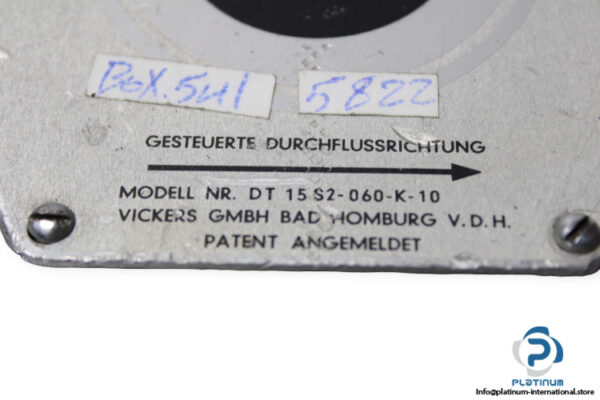 Box.541 5822
GESTEUERTE DURCHFLUSSRICHTUNG
MODELL NR. DT 15 S2-060-K-10
VICKERS GMBH BAD HOMBURG V.D.H.
PATENT ANGEMELDET
PLATINUM
Info@platinum-international.store